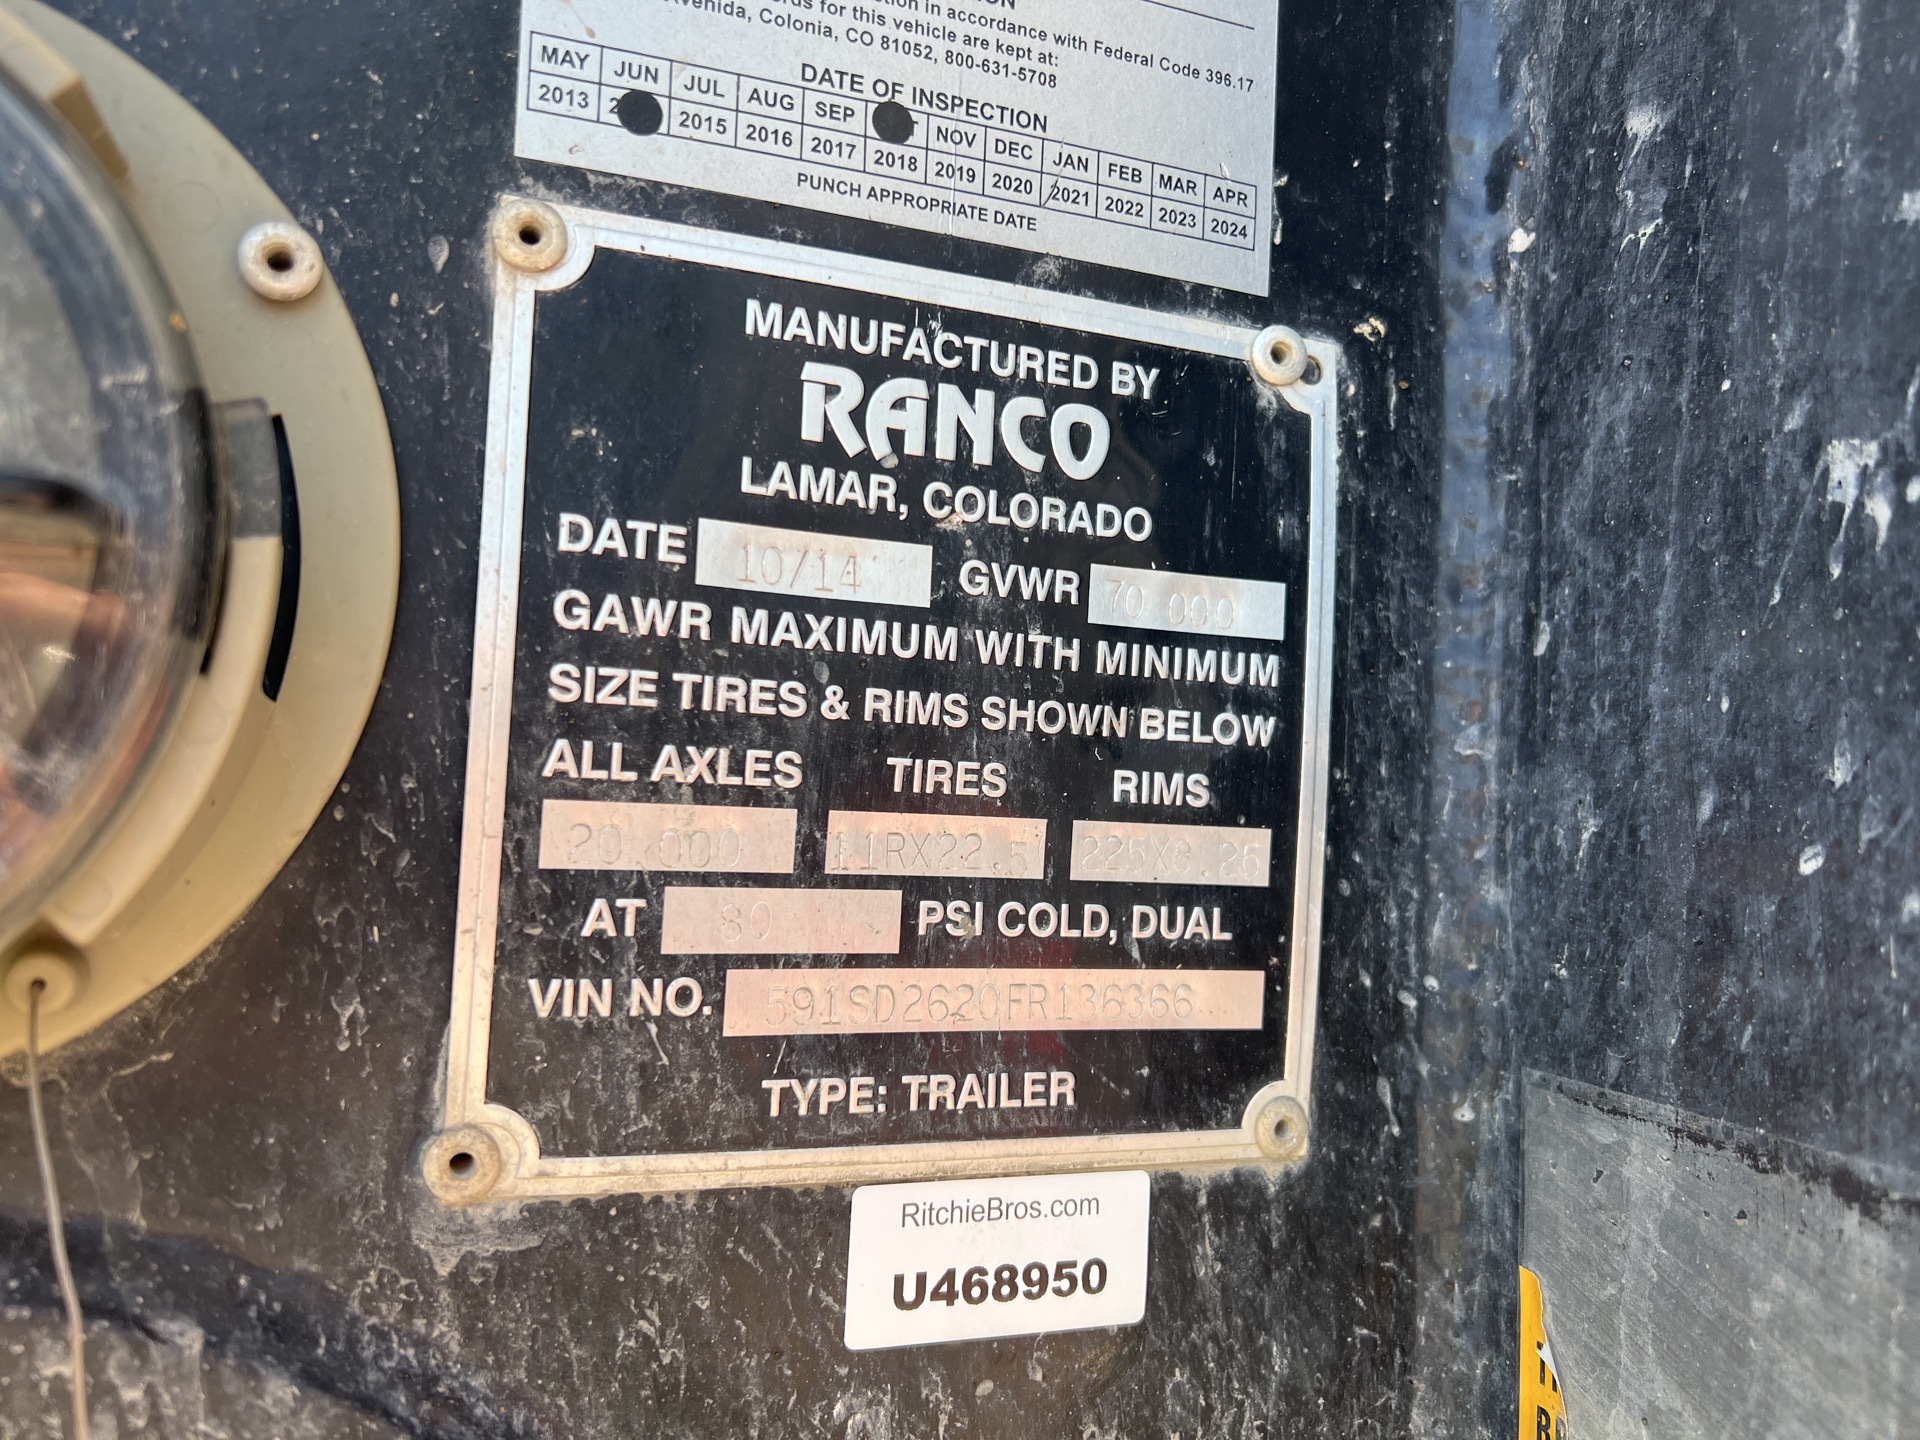 in accordance with Federal Code 396.17
for this vehicle are kept at:
Colonia, CO 81052, 800-631-5708
DATE OF INSPECTION
MAY JUN JUL AUG SEP NOV DEC JAN FEB MAR APR
2013 2015 2016 2017 2018 2019 2020 2021 2022 2023 2024
PUNCH APPROPRIATE DATE
MANUFACTURED BY
RANCO
LAMAR, COLORADO
DATE 10/14 GVWR 70 000
GAWR MAXIMUM WITH MINIMUM
SIZE TIRES & RIMS SHOWN BELOW
ALL AXLES TIRES RIMS
20 000 11RX22.5 225X8.25
AT 80 PSI COLD, DUAL
VIN NO. 591SD2620FR136366
TYPE: TRAILER
RitchieBros.com
U468950